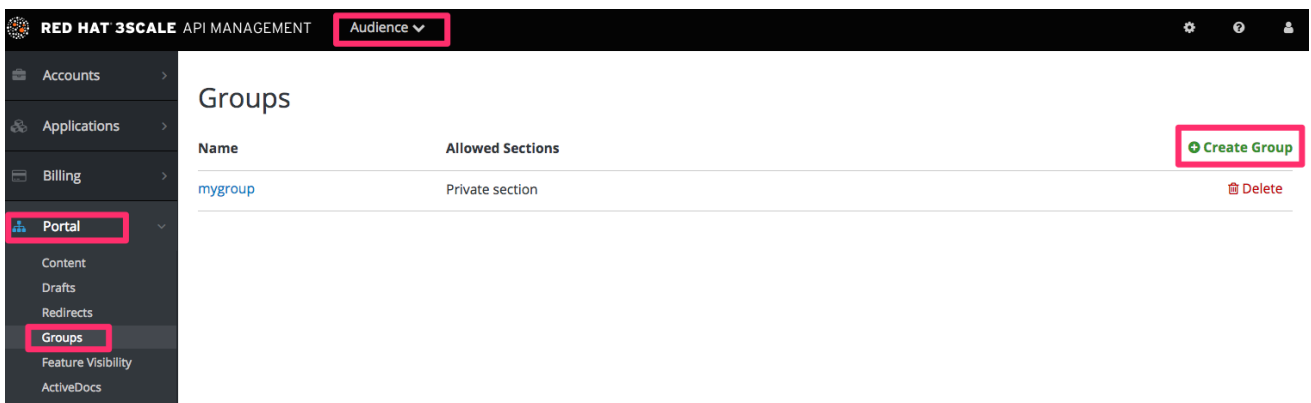 RED HAT 3SCALE API MANAGEMENT Audience
Accounts
Applications
Billing
Portal
Content
Drafts
Redirects
Groups
Feature Visibility
ActiveDocs
Groups
Name Allowed Sections Create Group
mygroup Private section Delete